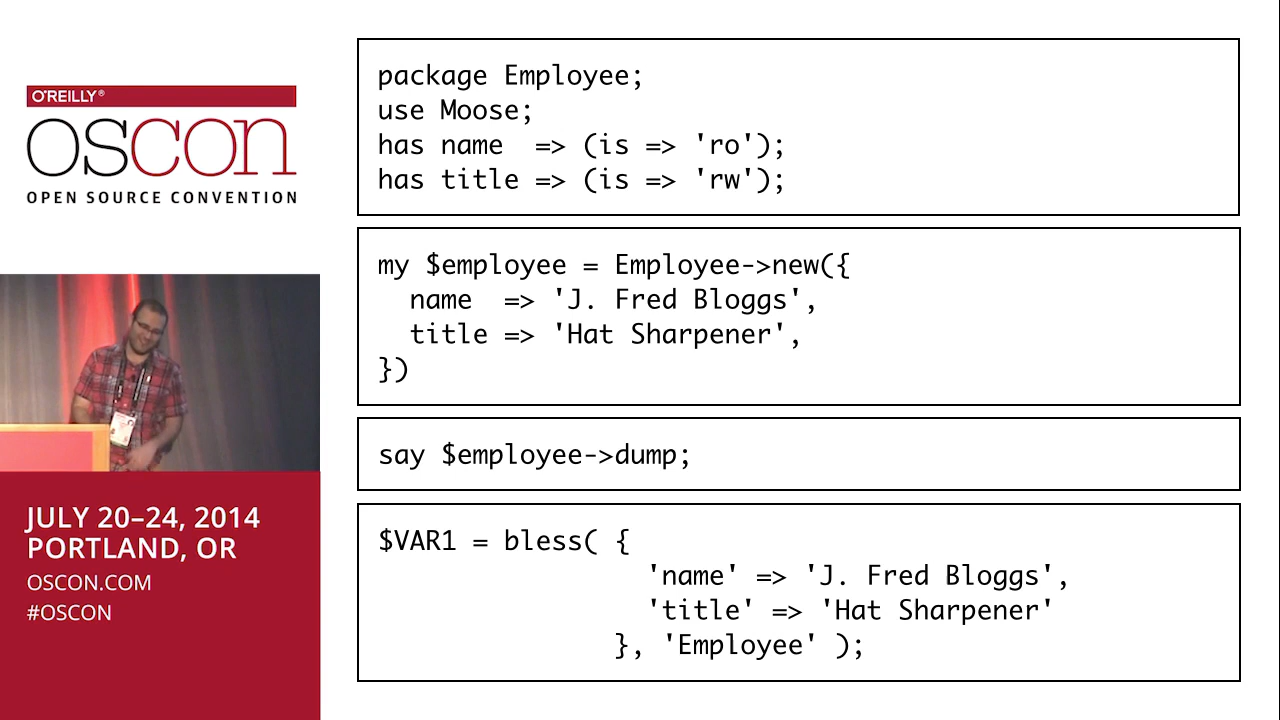 O'REILLY®
OSCON
OPEN SOURCE CONVENTION
JULY 20–24, 2014
PORTLAND, OR
OSCON.COM
#OSCON
package Employee;
use Moose;
has name  => (is => 'ro');
has title => (is => 'rw');
my $employee = Employee->new({
  name  => 'J. Fred Bloggs',
  title => 'Hat Sharpener',
})
say $employee->dump;
$VAR1 = bless( {
                 'name' => 'J. Fred Bloggs',
                 'title' => 'Hat Sharpener'
               }, 'Employee' );